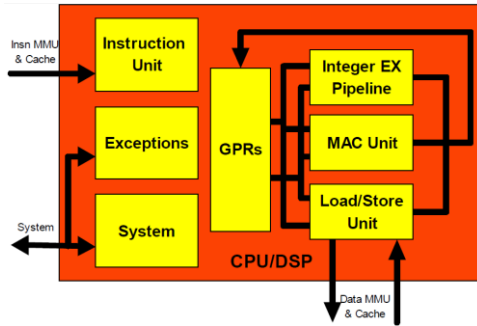 Insn MMU
& Cache
Instruction
Unit
Integer EX
Pipeline
Exceptions
GPRs
MAC Unit
System
System
Load/Store
Unit
CPU/DSP
Data MMU
& Cache